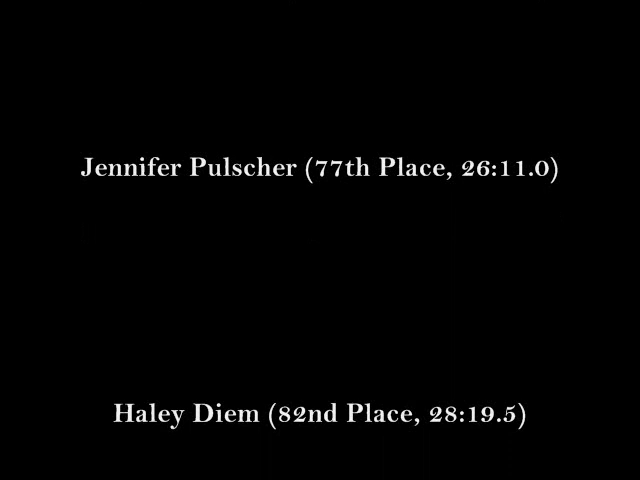 Jennifer Pulscher (77th Place, 26:11.0)
Haley Diem (82nd Place, 28:19.5)